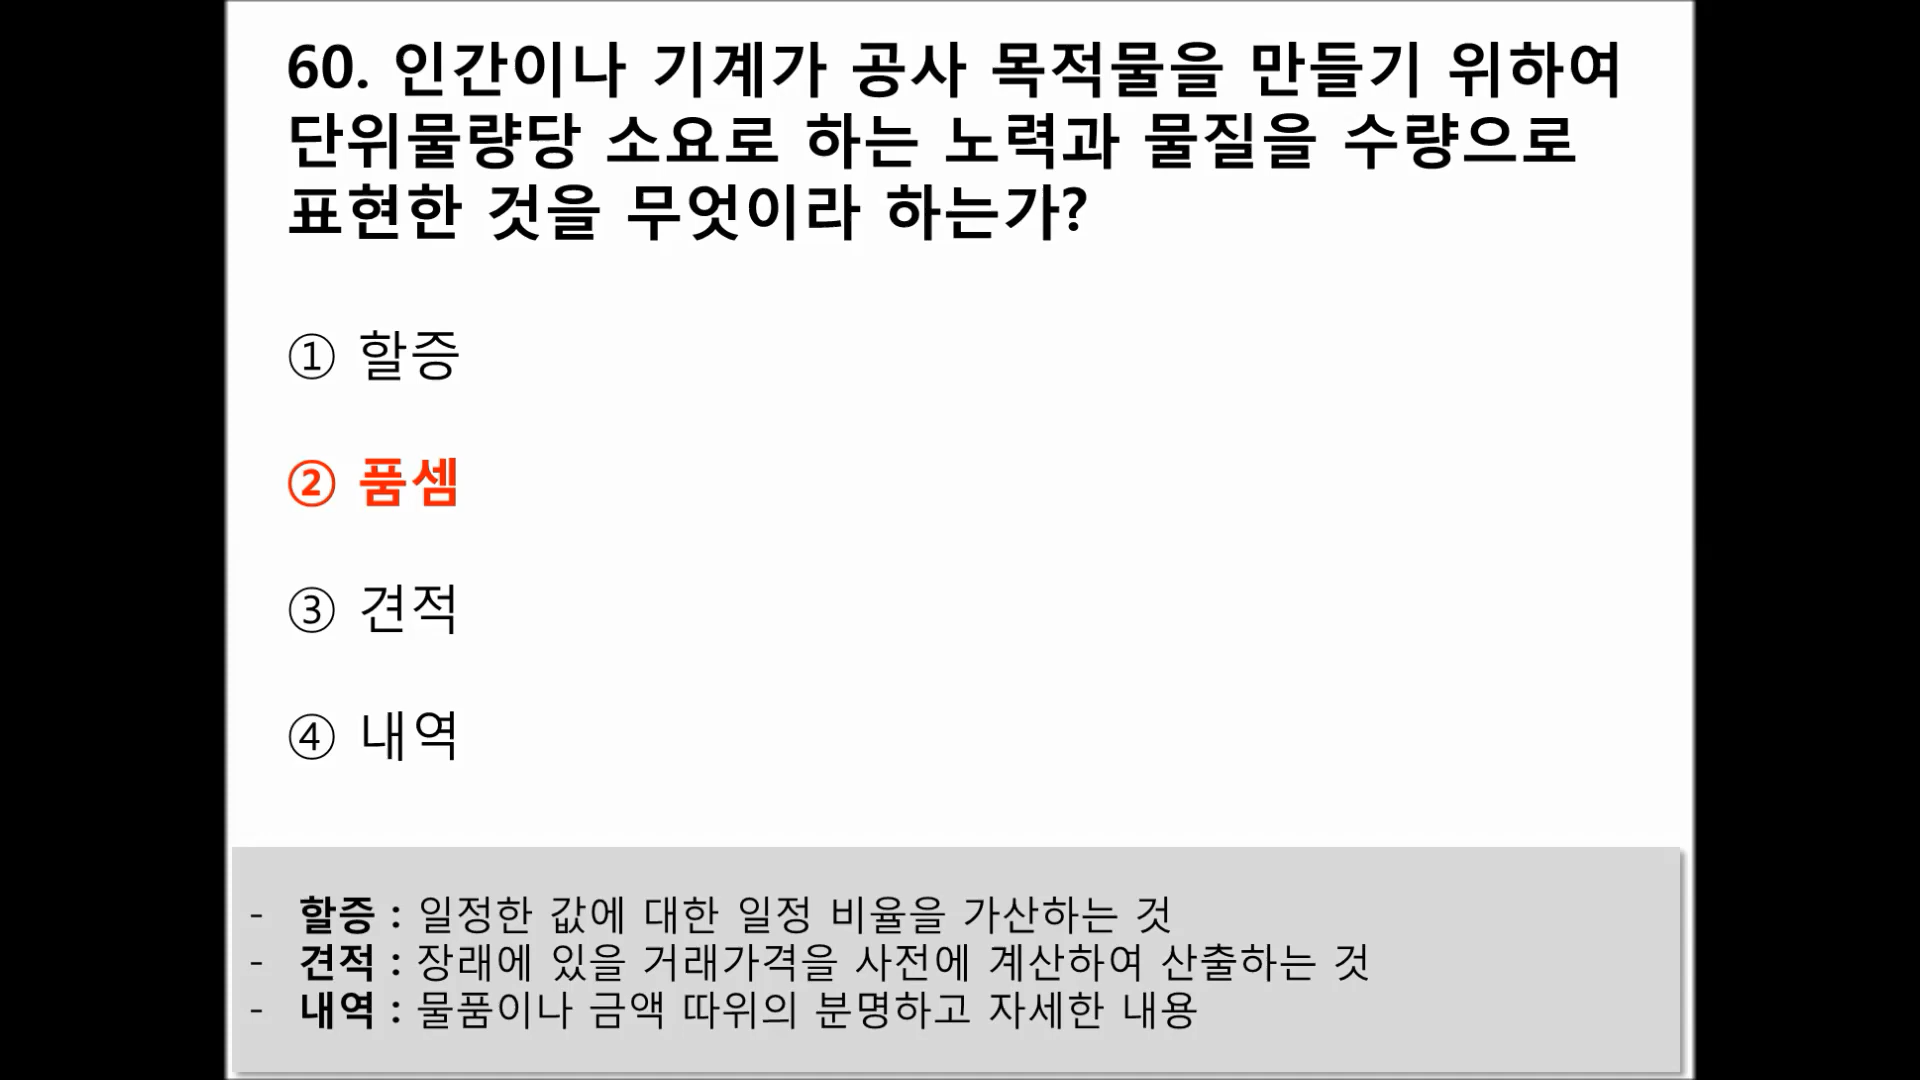 60. 인간이나 기계가 공사 목적물을 만들기 위하여
단위물량당 소요로 하는 노력과 물질을 수량으로
표현한 것을 무엇이라 하는가?
① 할증
② 품셈
③ 견적
④ 내역
- 할증 : 일정한 값에 대한 일정 비율을 가산하는 것
- 견적 : 장래에 있을 거래가격을 사전에 계산하여 산출하는 것
- 내역 : 물품이나 금액 따위의 분명하고 자세한 내용